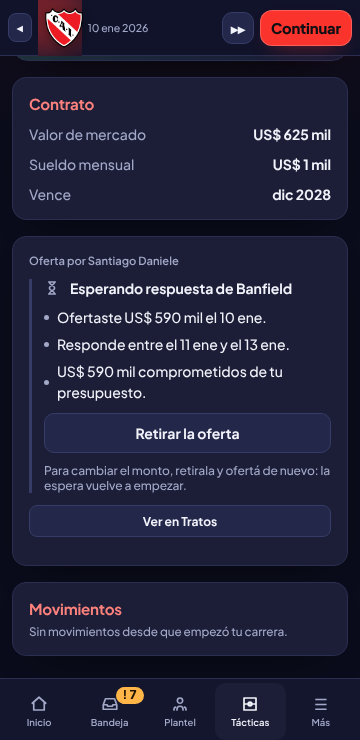 C.A.I.
10 ene 2026
Continuar
Contrato
Valor de mercado US$ 625 mil
Sueldo mensual US$ 1 mil
Vence dic 2028
Oferta por Santiago Daniele
Esperando respuesta de Banfield
Ofertaste US$ 590 mil el 10 ene.
Responde entre el 11 ene y el 13 ene.
US$ 590 mil comprometidos de tu
presupuesto.
Retirar la oferta
Para cambiar el monto, retirala y ofertá de nuevo: la
espera vuelve a empezar.
Ver en Tratos
Movimientos
Sin movimientos desde que empezó tu carrera.
! 7
Inicio Bandeja Plantel Tácticas Más